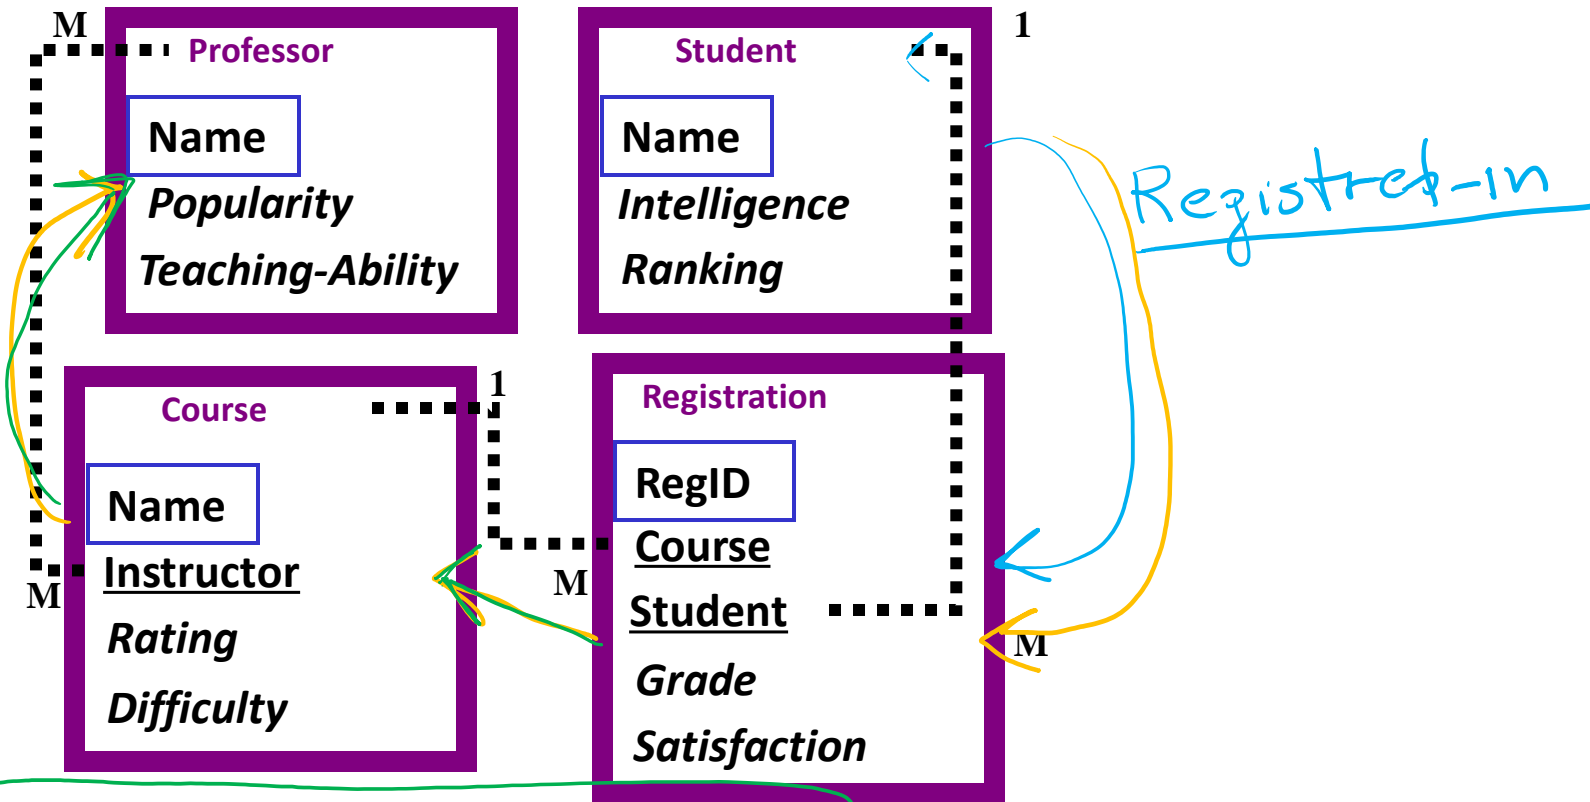 M
Professor
Name
Popularity
Teaching-Ability
1
Student
Name
Intelligence
Ranking
Registred-in
M
Course
Name
Instructor
Rating
Difficulty
1
M
Registration
RegID
Course
Student
Grade
Satisfaction
M